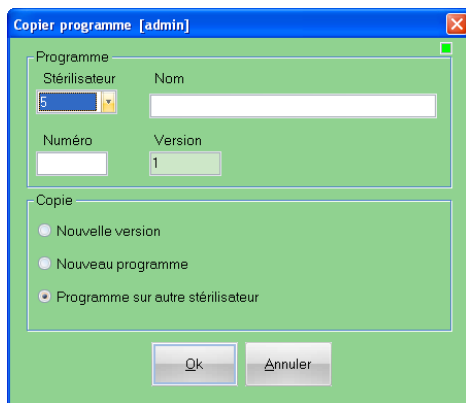 Copier programme [admin]
Programme
Stérilisateur Nom
5
Numéro Version
1
Copie
Nouvelle version
Nouveau programme
Programme sur autre stérilisateur
Ok Annuler